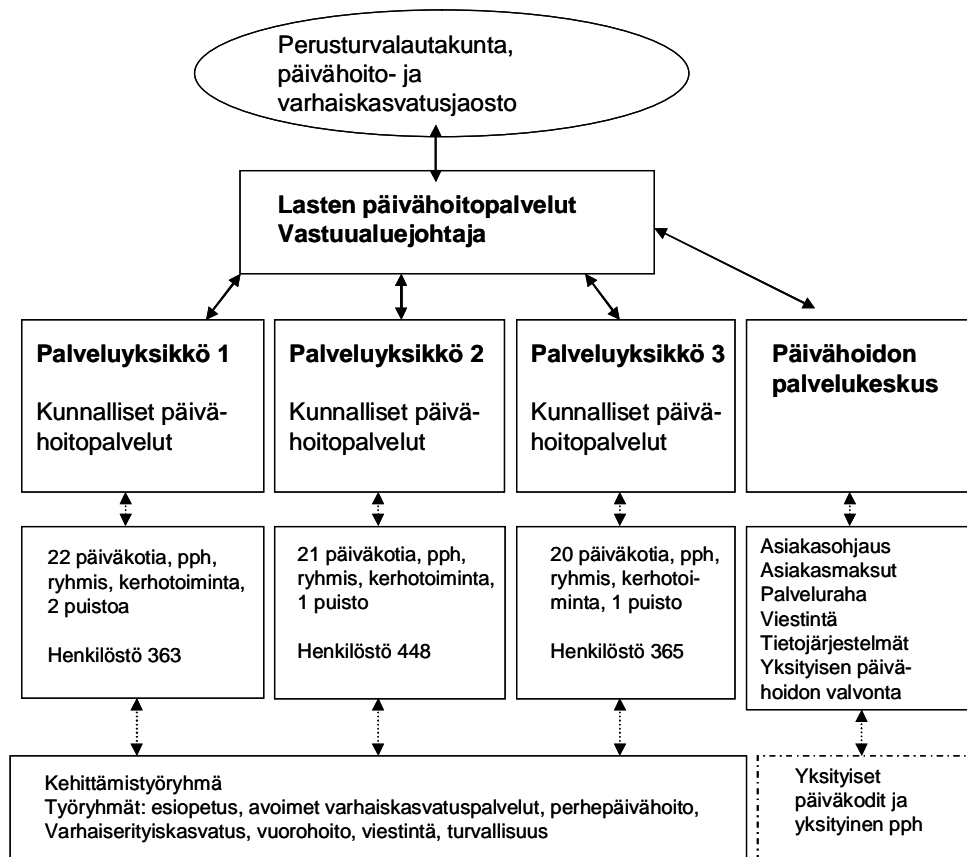 Perusturvalautakunta,
päivähoito- ja
varhaiskasvatusjaosto
Lasten päivähoitopalvelut
Vastuualuejohtaja
Palveluyksikkö 1
Kunnalliset päivä-
hoitopalvelut
Palveluyksikkö 2
Kunnalliset päivä-
hoitopalvelut
Palveluyksikkö 3
Kunnalliset päivä-
hoitopalvelut
Päivähoidon
palvelukeskus
22 päiväkotia, pph,
ryhmis, kerhotoiminta,
2 puistoa
Henkilöstö 363
21 päiväkotia, pph,
ryhmis, kerhotoiminta,
1 puisto
Henkilöstö 448
20 päiväkotia, pph,
ryhmis, kerhotoi-
minta, 1 puisto
Henkilöstö 365
Asiakasohjaus
Asiakasmaksut
Palveluraha
Viestintä
Tietojärjestelmät
Yksityisen päivä-
hoidon valvonta
Kehittämistyöryhmä
Työryhmät: esiopetus, avoimet varhaiskasvatuspalvelut, perhepäivähoito,
Varhaiserityiskasvatus, vuorohoito, viestintä, turvallisuus
Yksityiset
päiväkodit ja
yksityinen pph